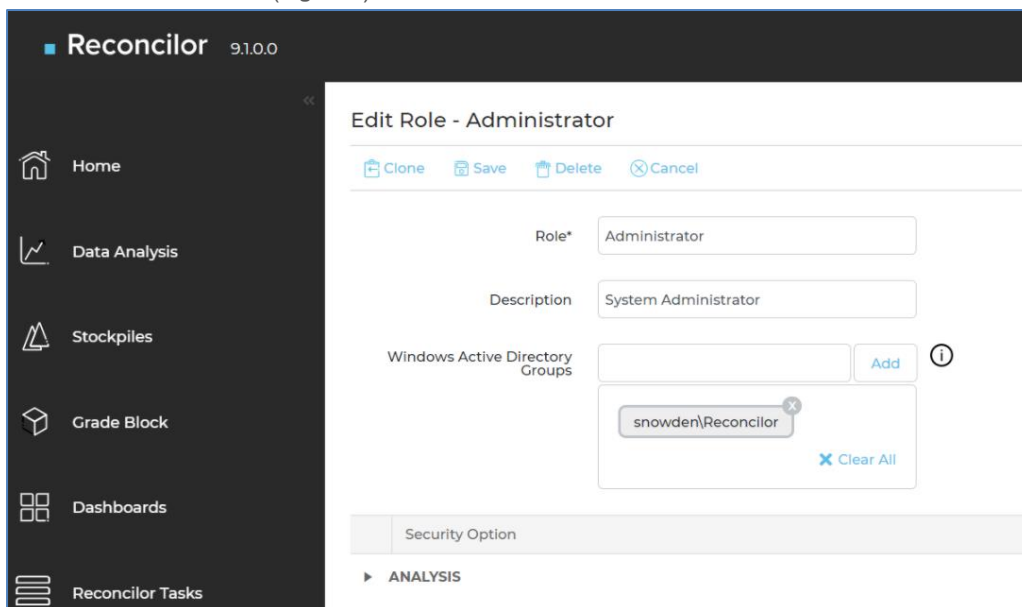 Reconcilor 9.1.0.0
«
Home
Data Analysis
Stockpiles
Grade Block
Dashboards
Reconcilor Tasks
Edit Role - Administrator
Clone Save Delete Cancel
Role* Administrator
Description System Administrator
Windows Active Directory
Groups
Add i
snowden\Reconcilor x
Clear All
Security Option
ANALYSIS